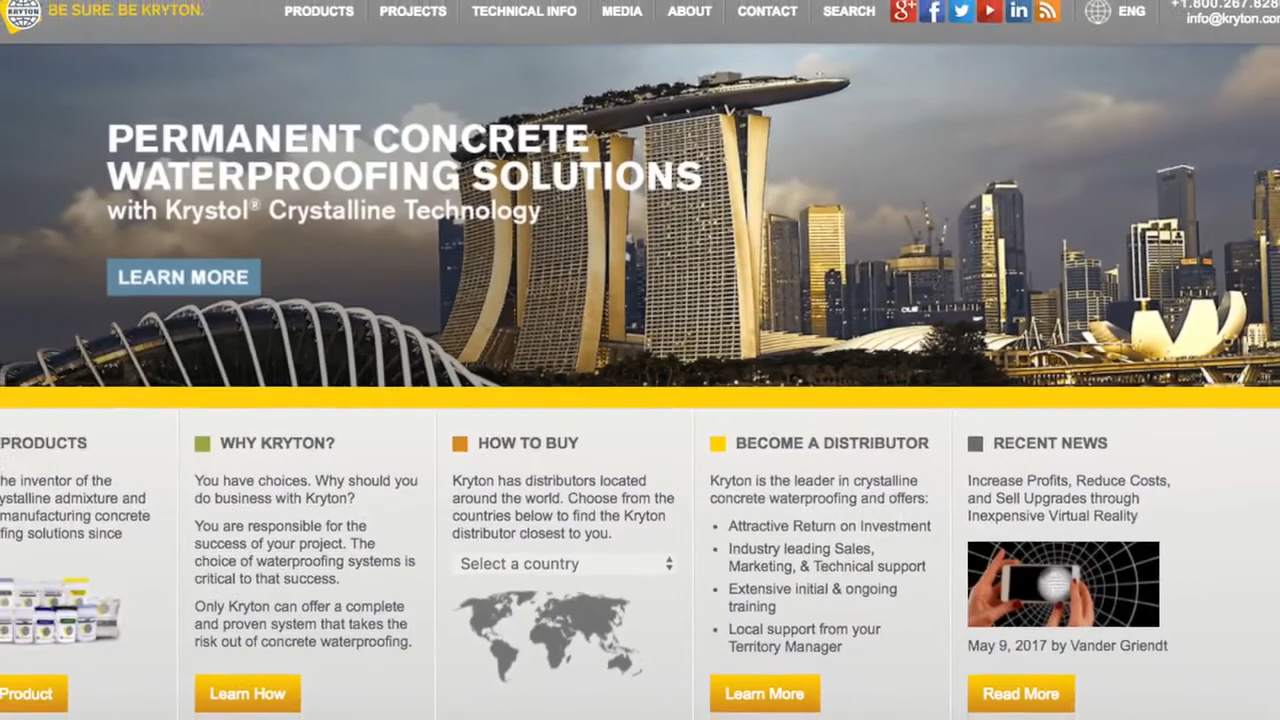 KRYTON
BE SURE. BE KRYTON.
PRODUCTS PROJECTS TECHNICAL INFO MEDIA ABOUT CONTACT SEARCH
g+ f in
ENG
info@kryton.co
PERMANENT CONCRETE
WATERPROOFING SOLUTIONS
with Krystol® Crystalline Technology
LEARN MORE
PRODUCTS
he inventor of the
ystalline admixture and
manufacturing concrete
fing solutions since
Product
WHY KRYTON?
You have choices. Why should you
do business with Kryton?
You are responsible for the
success of your project. The
choice of waterproofing systems is
critical to that success.
Only Kryton can offer a complete
and proven system that takes the
risk out of concrete waterproofing.
Learn How
HOW TO BUY
Kryton has distributors located
around the world. Choose from the
countries below to find the Kryton
distributor closest to you.
Select a country
BECOME A DISTRIBUTOR
Kryton is the leader in crystalline
concrete waterproofing and offers:
• Attractive Return on Investment
• Industry leading Sales,
Marketing, & Technical support
• Extensive initial & ongoing
training
• Local support from your
Territory Manager
Learn More
RECENT NEWS
Increase Profits, Reduce Costs,
and Sell Upgrades through
Inexpensive Virtual Reality
May 9, 2017 by Vander Griendt
Read More